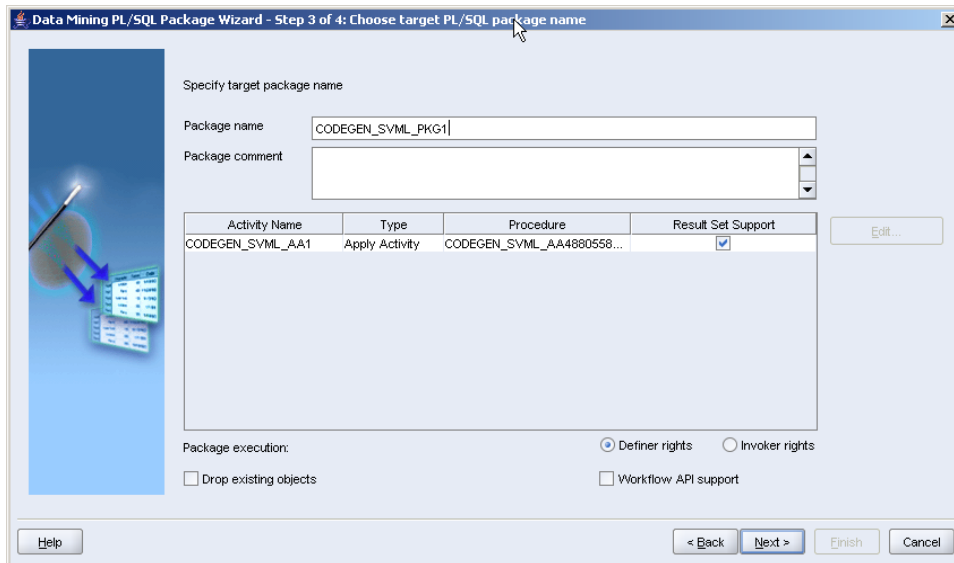 Data Mining PL/SQL Package Wizard - Step 3 of 4: Choose target PL/SQL package name
Specify target package name
Package name CODEGEN_SVML_PKG1
Package comment
Activity Name Type Procedure Result Set Support
CODEGEN_SVML_AA1 Apply Activity CODEGEN_SVML_AA4880558...
Edit...
Package execution: Definer rights Invoker rights
Drop existing objects Workflow API support
Help < Back Next > Finish Cancel